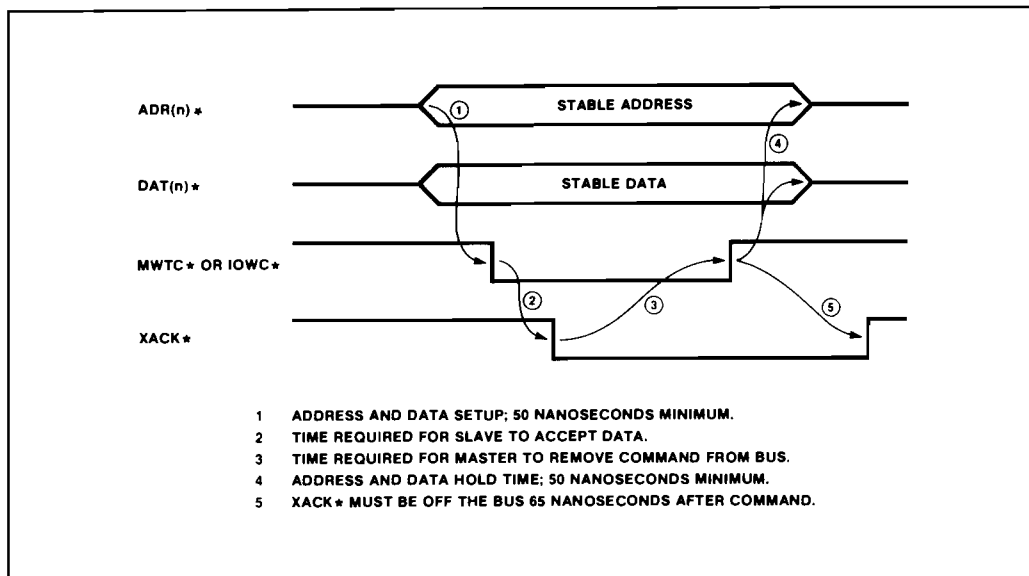 ADR(n)*
STABLE ADDRESS
1
4
DAT(n)*
STABLE DATA
MWTC* OR IOWC*
2
3
5
XACK*
1 ADDRESS AND DATA SETUP; 50 NANOSECONDS MINIMUM.
2 TIME REQUIRED FOR SLAVE TO ACCEPT DATA.
3 TIME REQUIRED FOR MASTER TO REMOVE COMMAND FROM BUS.
4 ADDRESS AND DATA HOLD TIME; 50 NANOSECONDS MINIMUM.
5 XACK* MUST BE OFF THE BUS 65 NANOSECONDS AFTER COMMAND.